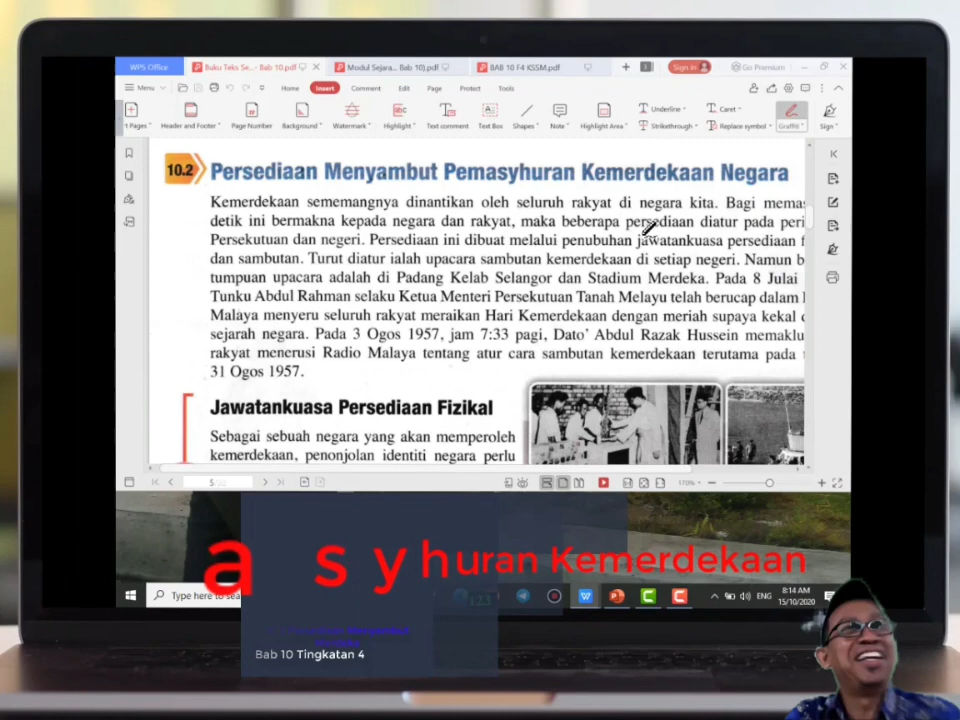 WPS Office
Buku Teks Se... - Bab 10.pdf
Modul Sejara... Bab 10).pdf
BAB 10 F4 KSSM.pdf
Sign in
Go Premium
Menu
Home
Insert
Comment
Edit
Page
Protect
Tools
rt Pages
Header and Footer
Page Number
Background
Watermark
Highlight
Text comment
Text Box
Shapes
Note
Highlight Area
Underline
Strikethrough
Caret
Replace symbol
Graffiti
Sign
10.2 Persediaan Menyambut Pemasyhuran Kemerdekaan Negara
Kemerdekaan sememangnya dinantikan oleh seluruh rakyat di negara kita. Bagi memas
detik ini bermakna kepada negara dan rakyat, maka beberapa persediaan diatur pada peri
Persekutuan dan negeri. Persediaan ini dibuat melalui penubuhan jawatankuasa persediaan f
dan sambutan. Turut diatur ialah upacara sambutan kemerdekaan di setiap negeri. Namun b
tumpuan upacara adalah di Padang Kelab Selangor dan Stadium Merdeka. Pada 8 Julai
Tunku Abdul Rahman selaku Ketua Menteri Persekutuan Tanah Melayu telah berucap dalam
Malaya menyeru seluruh rakyat meraikan Hari Kemerdekaan dengan meriah supaya kekal
sejarah negara. Pada 3 Ogos 1957, jam 7:33 pagi, Dato' Abdul Razak Hussein memaklu
rakyat menerusi Radio Malaya tentang atur cara sambutan kemerdekaan terutama pada
31 Ogos 1957.
Jawatankuasa Persediaan Fizikal
Sebagai sebuah negara yang akan memperoleh
kemerdekaan, penonjolan identiti negara perlu
170%
asyhuran Kemerdekaan
Type here to sea
123
ENG
8:14 AM
15/10/2020
Bab 10 Tingkatan 4